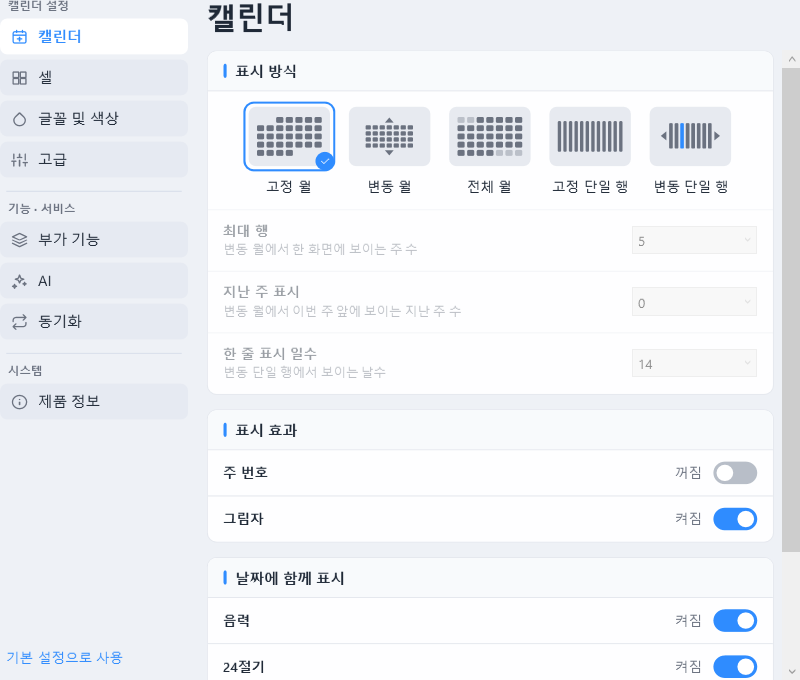 캘린더 설정
캘린더
셀
글꼴 및 색상
고급
기능 · 서비스
부가 기능
AI
동기화
시스템
제품 정보
기본 설정으로 사용
캘린더
표시 방식
고정 월
변동 월
전체 월
고정 단일 행
변동 단일 행
최대 행
변동 월에서 한 화면에 보이는 주 수
5
지난 주 표시
변동 월에서 이번 주 앞에 보이는 지난 주 수
0
한 줄 표시 일수
변동 단일 행에서 보이는 날수
14
표시 효과
주 번호
꺼짐
그림자
켜짐
날짜에 함께 표시
음력
켜짐
24절기
켜짐